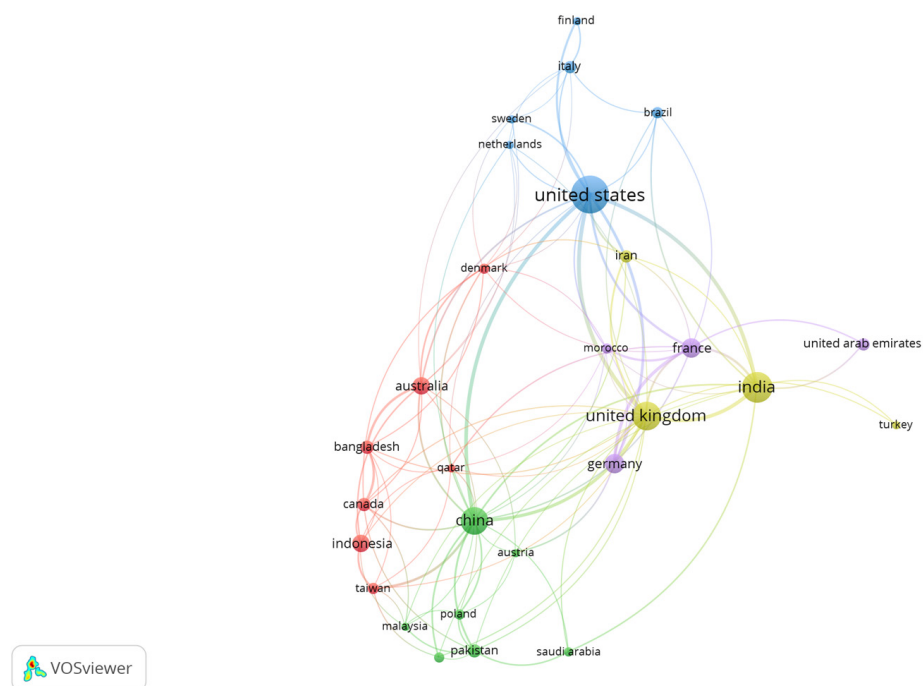 finland
italy
brazil
sweden
netherlands
united states
iran
denmark
united arab emirates
morocco
france
australia
india
united kingdom
turkey
bangladesh
qatar
germany
canada
china
indonesia
austria
taiwan
poland
malaysia
pakistan
saudi arabia
VOSviewer